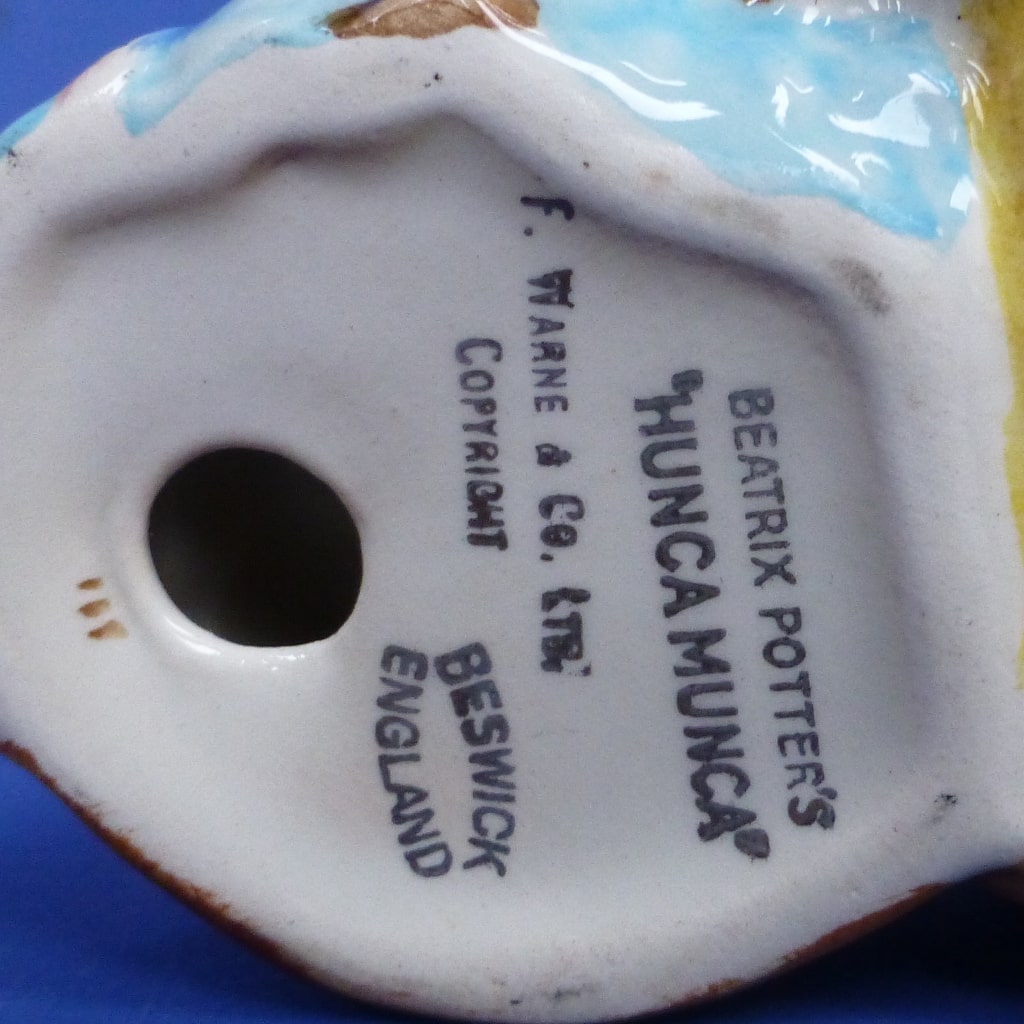 BEATRIX POTTER'S
"HUNCA MUNCA"
F. WARNE & CO. LTD.
COPYRIGHT
BESWICK
ENGLAND